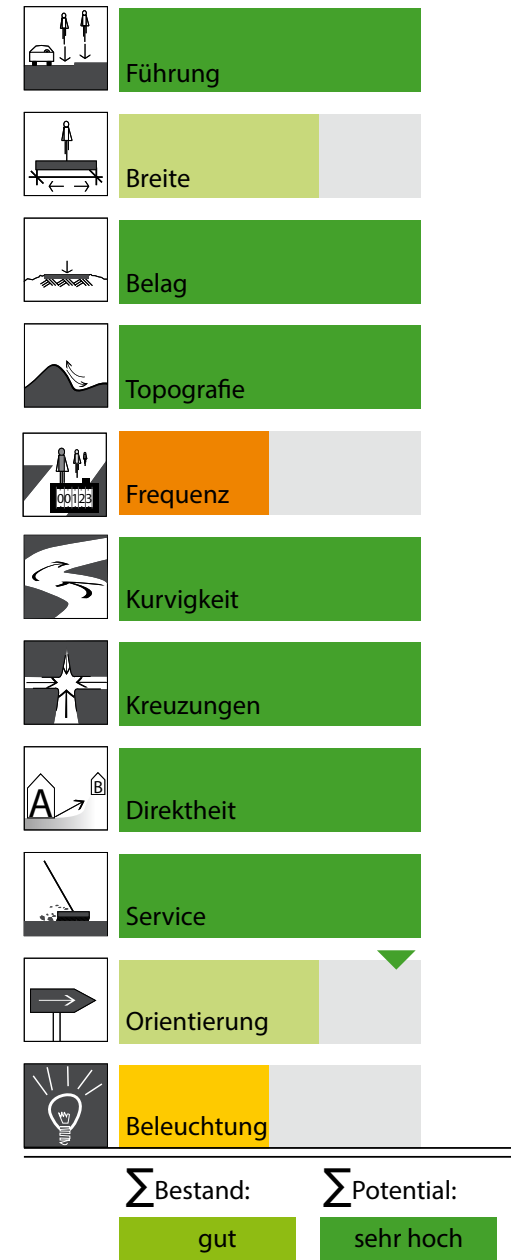 Führung
Breite
Belag
Topografie
00123
Frequenz
Kurvigkeit
Kreuzungen
A B
Direktheit
Service
Orientierung
Beleuchtung
∑Bestand: ∑Potential:
gut sehr hoch